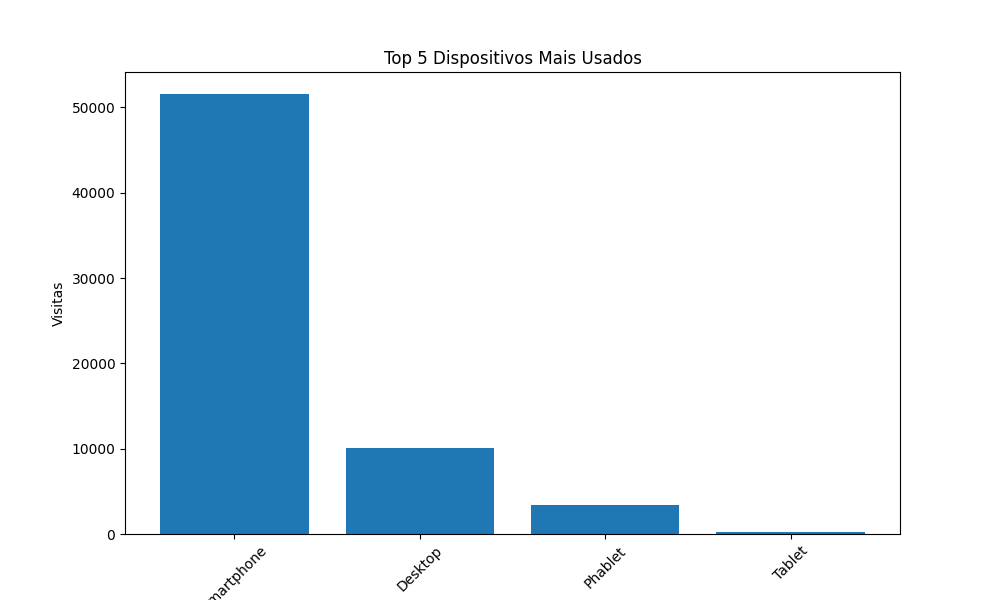 Top 5 Dispositivos Mais Usados
50000
40000
30000
20000
10000
0
Visitas
martphone
Desktop
Phablet
Tablet